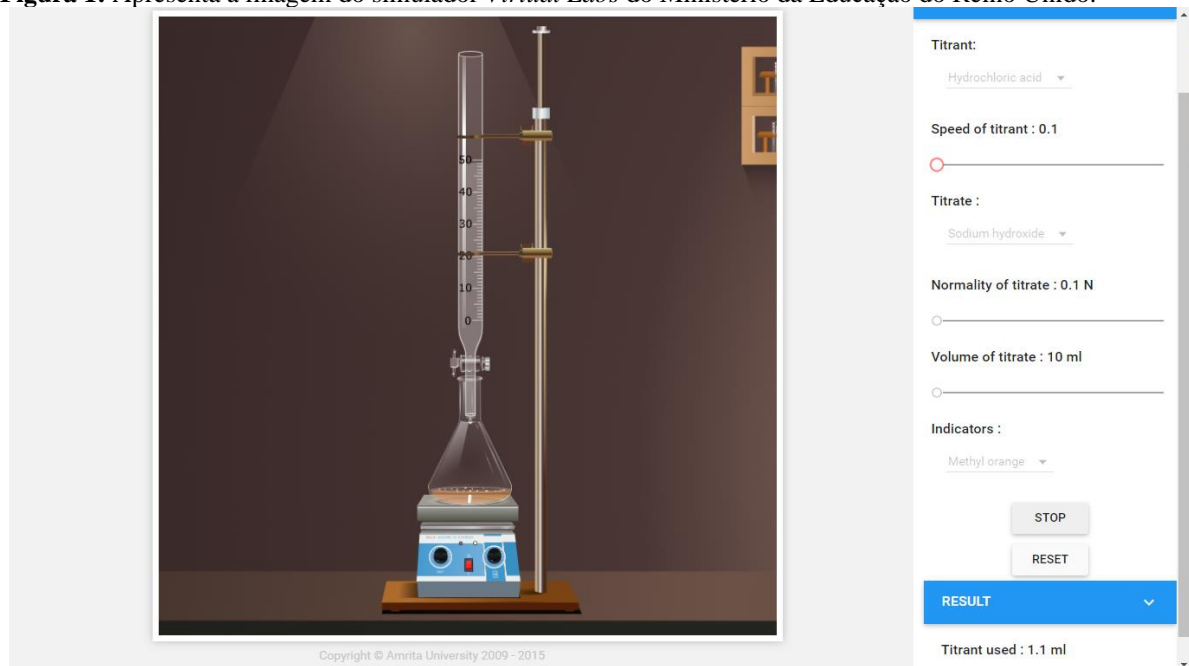 Figura 1. Apresenta a imagem do simulador Virtual Labs do Ministério da Educação do Reino Unido.
Titrant:
Hydrochloric acid
Speed of titrant : 0.1
Titrate :
Sodium hydroxide
Normality of titrate : 0.1 N
Volume of titrate : 10 ml
Indicators :
Methyl orange
STOP
RESET
RESULT
Titrant used : 1.1 ml
50
40
30
20
10
0
Copyright © Amrita University 2009 - 2015